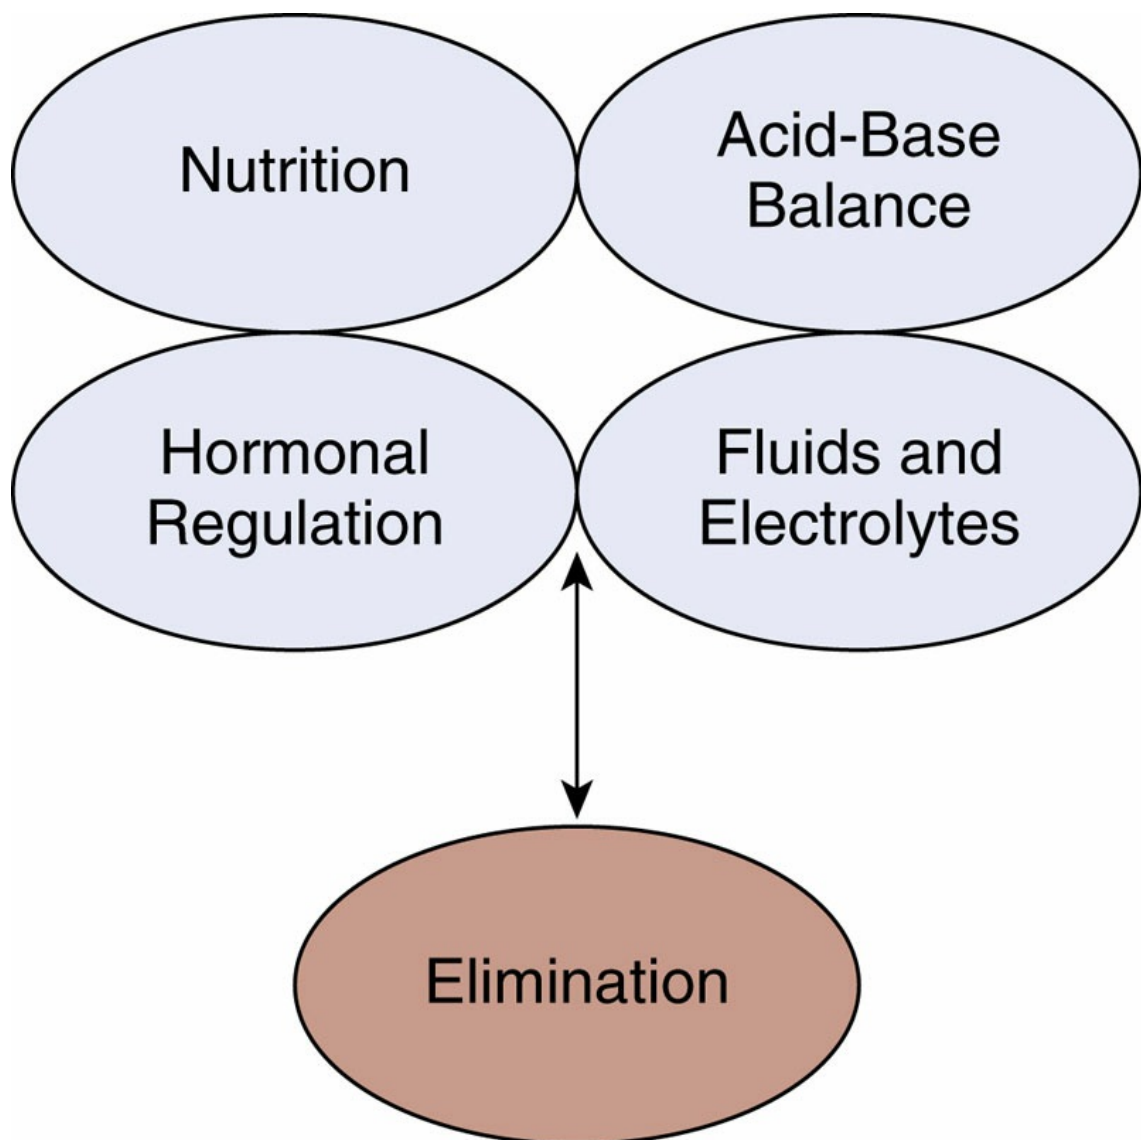 Nutrition
Acid-Base
Balance
Hormonal
Regulation
Fluids and
Electrolytes
Elimination